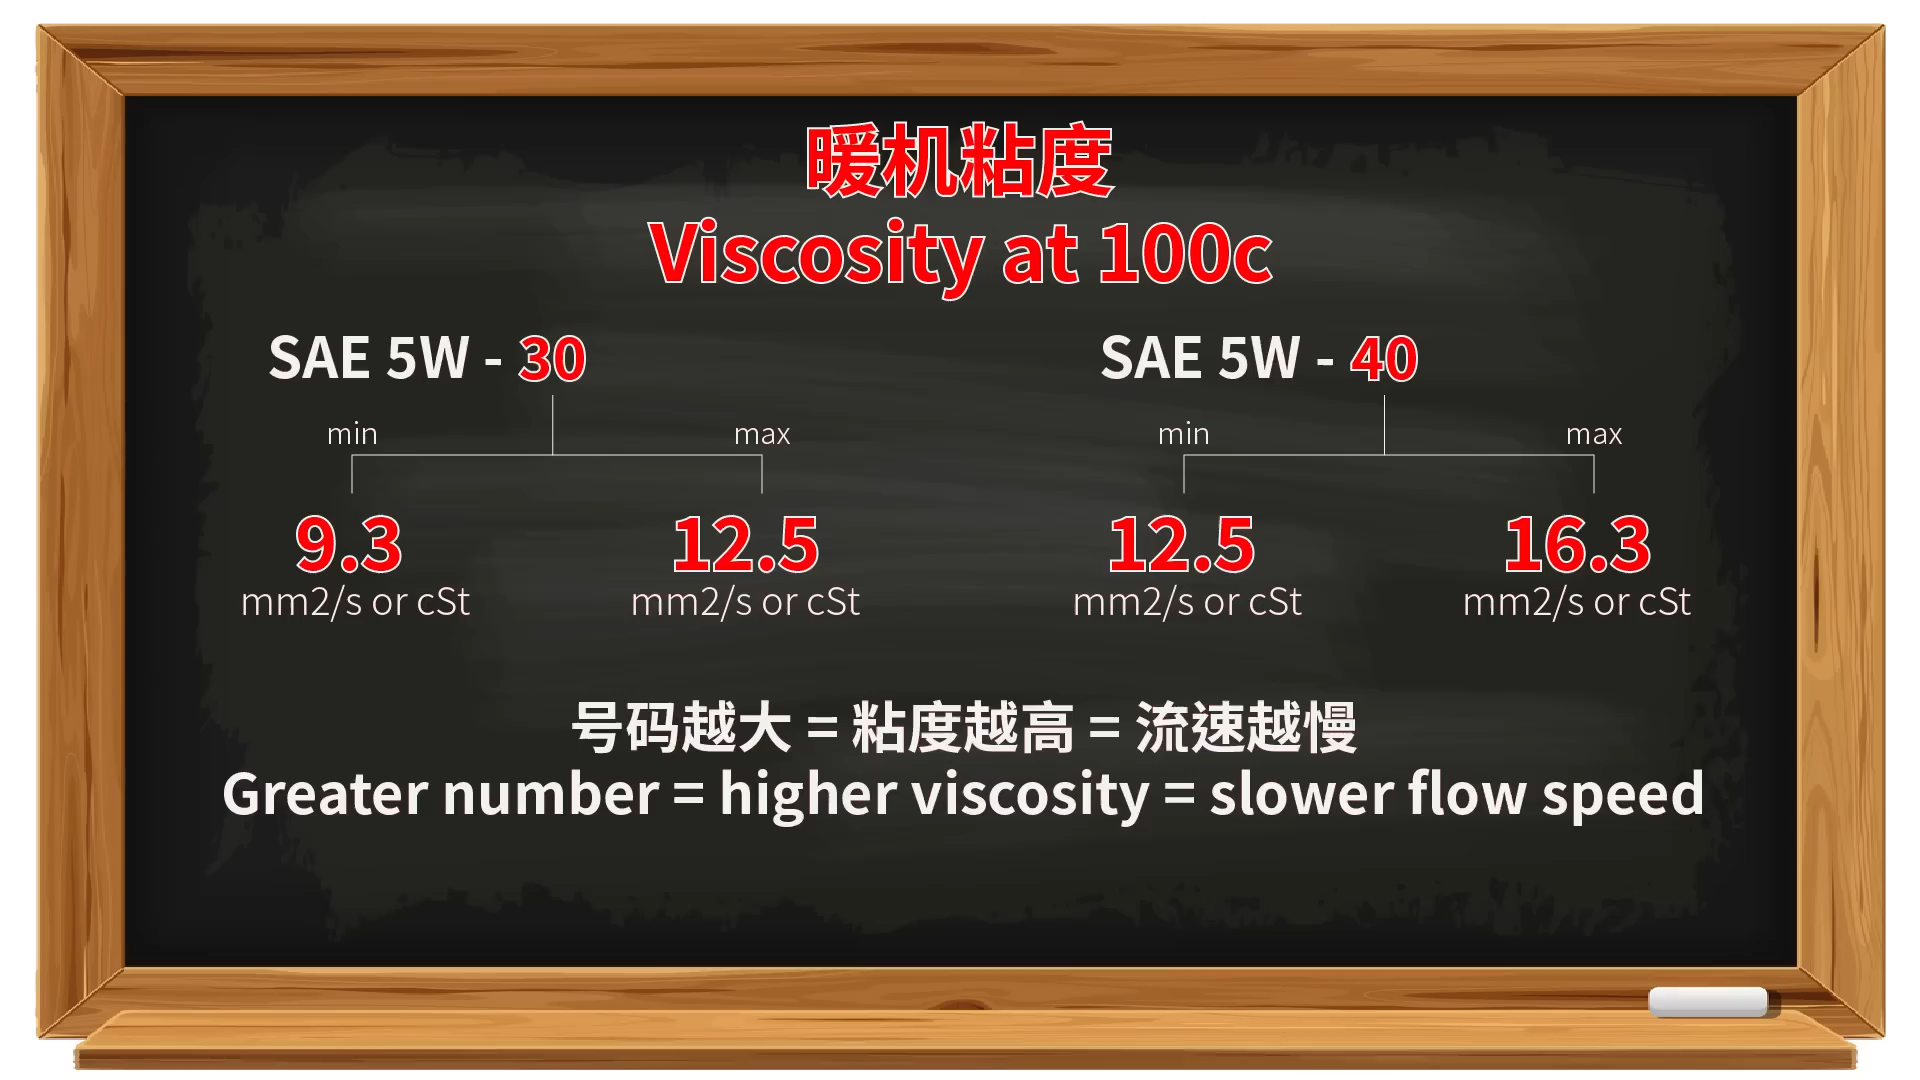 暖机粘度
Viscosity at 100c
SAE 5W - 30
SAE 5W - 40
min
max
min
max
9.3
12.5
12.5
16.3
mm2/s or cSt
mm2/s or cSt
mm2/s or cSt
mm2/s or cSt
号码越大 = 粘度越高 = 流速越慢
Greater number = higher viscosity = slower flow speed